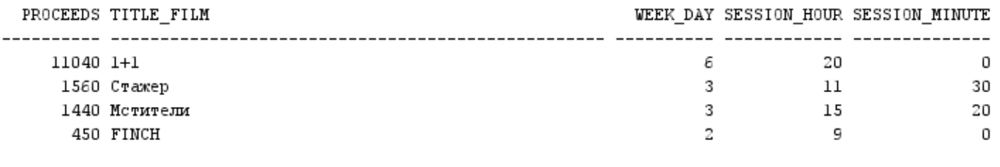 PROCEEDS TITLE_FILM WEEK_DAY SESSION_HOUR SESSION_MINUTE
---------- -------------------------------------------------- ---------- ------------ --------------
11040 1+1 6 20 0
1560 Стажер 3 11 30
1440 Мстители 3 15 20
450 FINCH 2 9 0